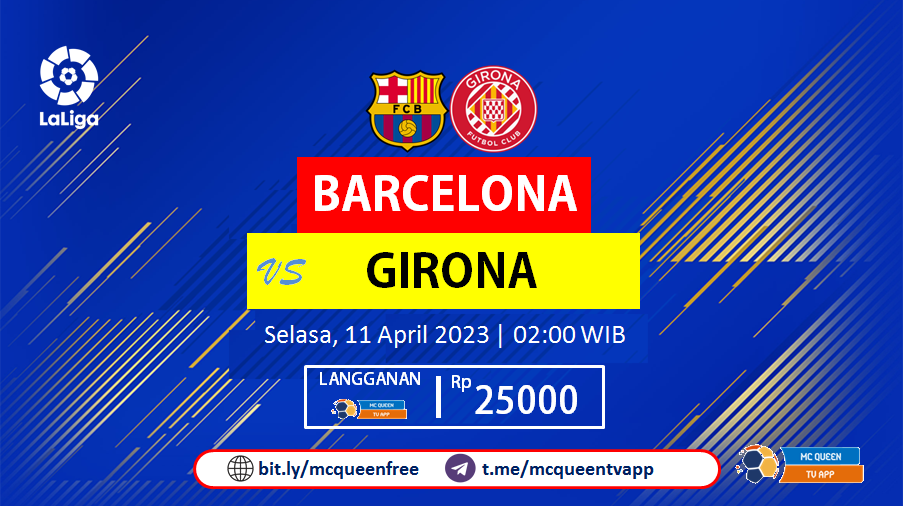 LaLiga
FCB
GIRONA
FUTBOL CLUB
BARCELONA
VS GIRONA
Selasa, 11 April 2023 | 02:00 WIB
LANGGANAN | Rp 25000
MC QUEEN
TV APP
bit.ly/mcqueenfree t.me/mcqueentvapp
MC QUEEN
TV APP